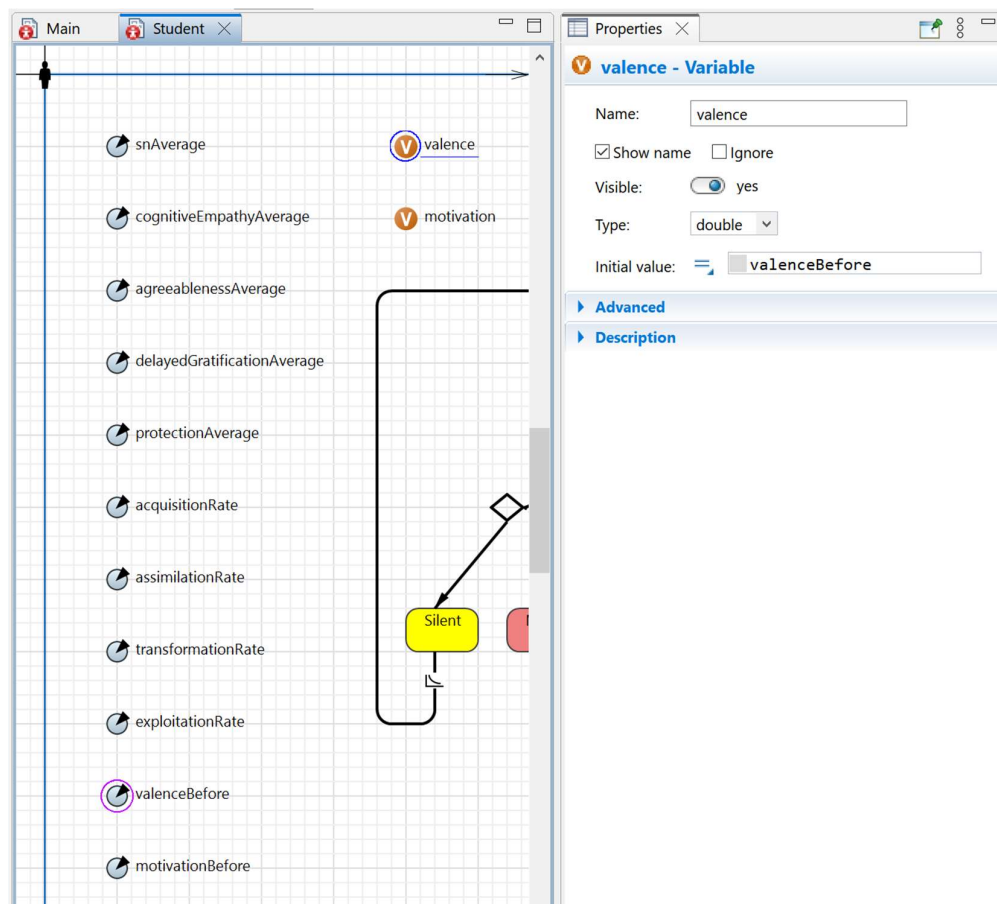 Main
Student
snAverage
valence
cognitiveEmpathyAverage
motivation
agreeablenessAverage
delayedGratificationAverage
protectionAverage
acquisitionRate
assimilationRate
Silent
transformationRate
exploitationRate
valenceBefore
motivationBefore
Properties
valence - Variable
Name: valence
Show name Ignore
Visible: yes
Type: double
Initial value: valenceBefore
Advanced
Description